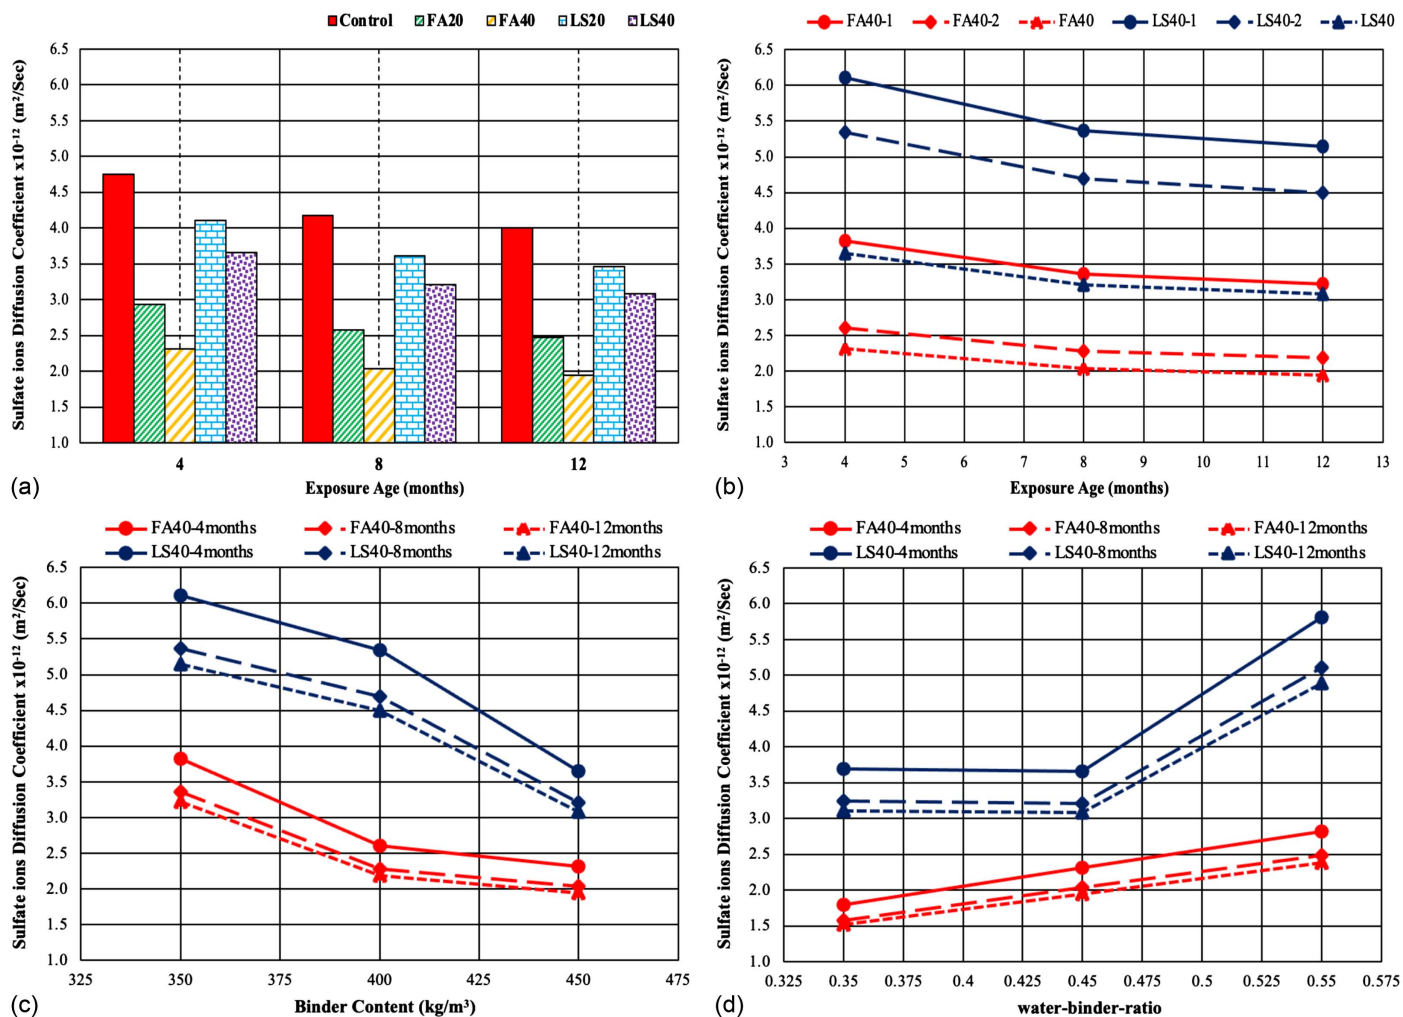 Control FA20 FA40 LS20 LS40
Sulfate ions Diffusion Coefficient x10⁻¹² (m²/Sec)
6.5
6.0
5.5
5.0
4.5
4.0
3.5
3.0
2.5
2.0
1.5
1.0
4 8 12
Exposure Age (months)
(a)
FA40-1 FA40-2 FA40 LS40-1 LS40-2 LS40
Sulfate ions Diffusion Coefficient x10⁻¹² (m²/Sec)
6.5
6.0
5.5
5.0
4.5
4.0
3.5
3.0
2.5
2.0
1.5
1.0
3 4 5 6 7 8 9 10 11 12 13
Exposure Age (months)
(b)
FA40-4months FA40-8months FA40-12months
LS40-4months LS40-8months LS40-12months
Sulfate ions Diffusion Coefficient x10⁻¹² (m²/Sec)
6.5
6.0
5.5
5.0
4.5
4.0
3.5
3.0
2.5
2.0
1.5
1.0
325 350 375 400 425 450 475
Binder Content (kg/m³)
(c)
FA40-4months FA40-8months FA40-12months
LS40-4months LS40-8months LS40-12months
Sulfate ions Diffusion Coefficient x10⁻¹² (m²/Sec)
6.5
6.0
5.5
5.0
4.5
4.0
3.5
3.0
2.5
2.0
1.5
1.0
0.325 0.35 0.375 0.4 0.425 0.45 0.475 0.5 0.525 0.55 0.575
water-binder-ratio
(d)